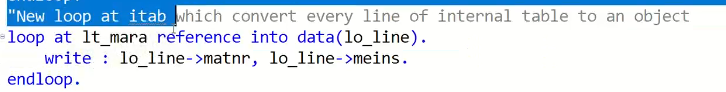 "New loop at itab which convert every line of internal table to an object
loop at lt_mara reference into data(lo_line).
write : lo_line->matnr, lo_line->meins.
endloop.